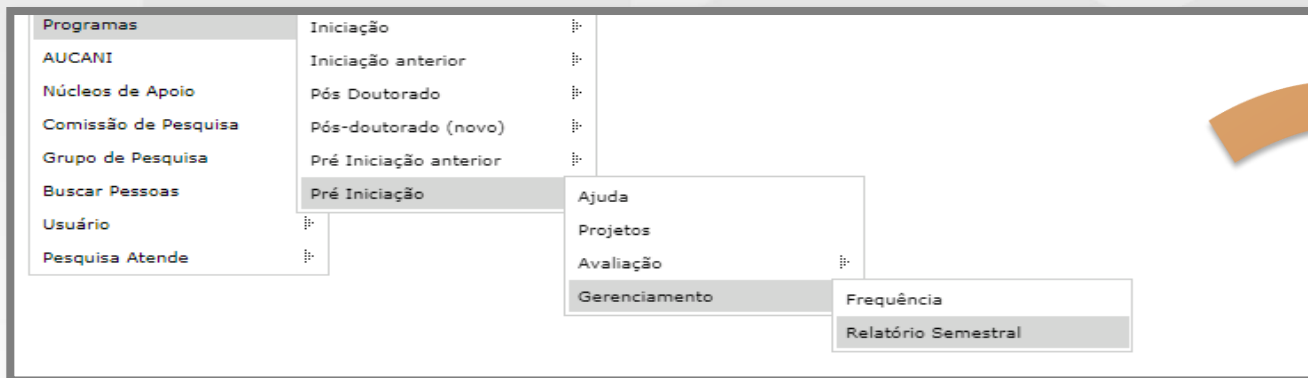 Programas
AUCANI
Núcleos de Apoio
Comissão de Pesquisa
Grupo de Pesquisa
Buscar Pessoas
Usuário
Pesquisa Atende
Iniciação
Iniciação anterior
Pós Doutorado
Pós-doutorado (novo)
Pré Iniciação anterior
Pré Iniciação
Ajuda
Projetos
Avaliação
Gerenciamento
Frequência
Relatório Semestral